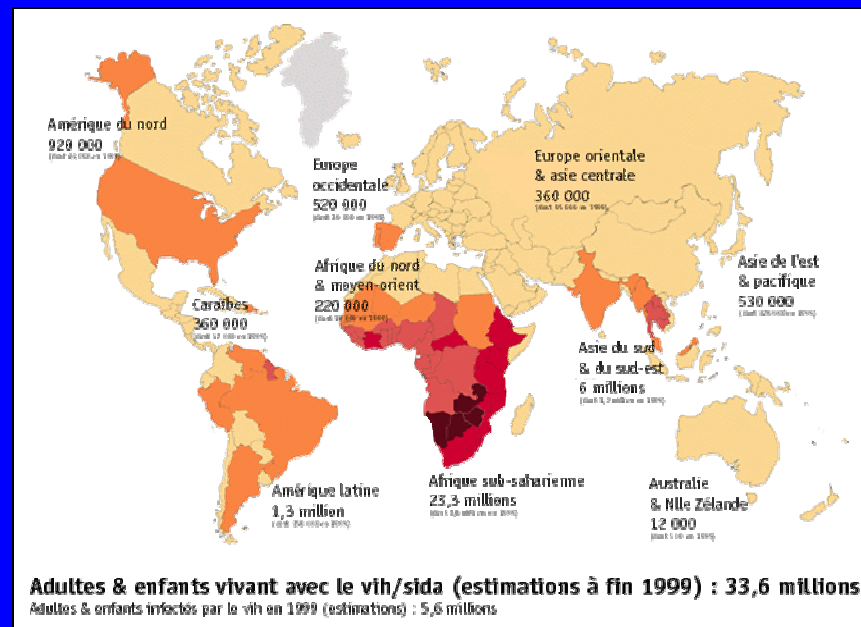 Amérique du nord
920 000
Europe
occidentale
520 000
Europe orientale
& asie centrale
360 000
Afrique du nord
& moyen-orient
220 000
Asie de l'est
& pacifique
530 000
Caraïbes
360 000
Asie du sud
& du sud-est
6 millions
Amérique latine
1,3 million
Afrique sub-saharienne
23,3 millions
Australie
& Nlle Zélande
12 000
Adultes & enfants vivant avec le vih/sida (estimations à fin 1999) : 33,6 millions
Adultes & enfants infectés par le vih en 1999 (estimations) : 5,6 millions